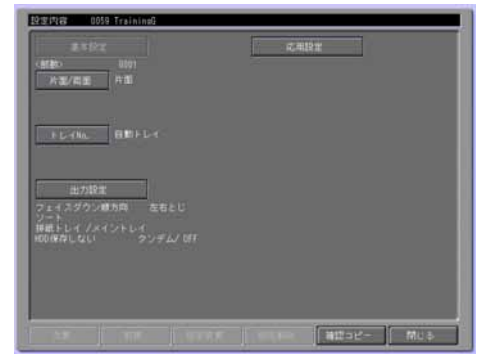 設定内容 0059 TrainingG
基本設定 応用設定
<部数> 0001
片面/両面 片面
トレイNo. 自動トレイ
出力設定
フェイスダウン横方向 左右とじ
ソート
排紙トレイ /メイントレイ
HDD保存しない タンデム/ OFF
確認コピー 閉じる